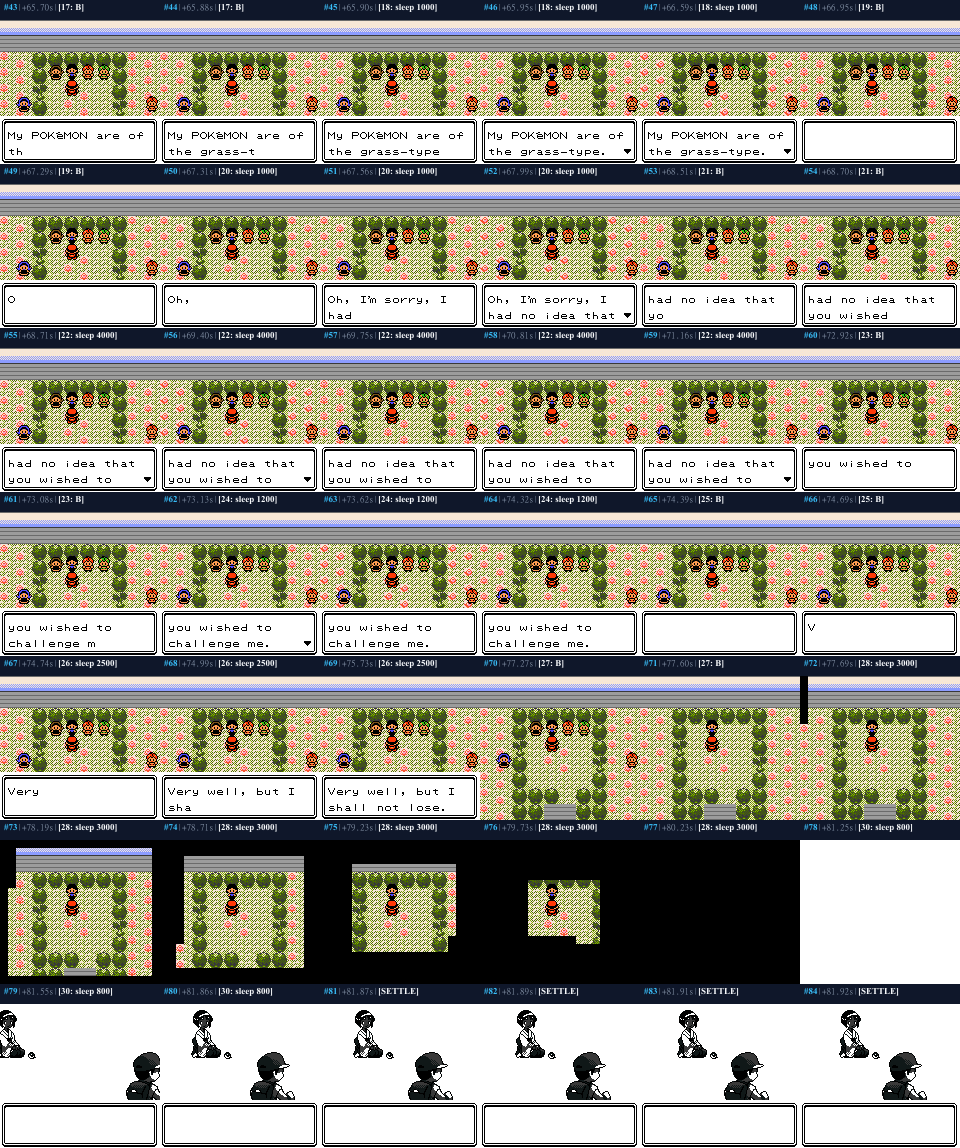 #43|+65.70s| [17: B] #44|+65.88s| [17: B] #45|+65.90s| [18: sleep 1000] #46|+65.95s| [18: sleep 1000] #47|+66.59s| [18: sleep 1000] #48|+66.95s| [19: B]
My POKéMON are of
th
My POKéMON are of
the grass-t
My POKéMON are of
the grass-type
My POKéMON are of
the grass-type. ▼
My POKéMON are of
the grass-type. ▼
#49|+67.29s| [19: B] #50|+67.31s| [20: sleep 1000] #51|+67.56s| [20: sleep 1000] #52|+67.99s| [20: sleep 1000] #53|+68.51s| [21: B] #54|+68.70s| [21: B]
O
Oh,
Oh, I'm sorry, I
had
Oh, I'm sorry, I
had no idea that ▼
had no idea that
yo
had no idea that
you wished
#55|+68.71s| [22: sleep 4000] #56|+69.40s| [22: sleep 4000] #57|+69.75s| [22: sleep 4000] #58|+70.81s| [22: sleep 4000] #59|+71.16s| [22: sleep 4000] #60|+72.92s| [23: B]
had no idea that
you wished to ▼
had no idea that
you wished to ▼
had no idea that
you wished to
had no idea that
you wished to
had no idea that
you wished to ▼
you wished to
#61|+73.08s| [23: B] #62|+73.13s| [24: sleep 1200] #63|+73.62s| [24: sleep 1200] #64|+74.32s| [24: sleep 1200] #65|+74.39s| [25: B] #66|+74.69s| [25: B]
you wished to
challenge m
you wished to
challenge me. ▼
you wished to
challenge me.
you wished to
challenge me.
V
#67|+74.74s| [26: sleep 2500] #68|+74.99s| [26: sleep 2500] #69|+75.73s| [26: sleep 2500] #70|+77.27s| [27: B] #71|+77.60s| [27: B] #72|+77.69s| [28: sleep 3000]
Very
Very well, but I
sha
Very well, but I
shall not lose.
#73|+78.19s| [28: sleep 3000] #74|+78.71s| [28: sleep 3000] #75|+79.23s| [28: sleep 3000] #76|+79.73s| [28: sleep 3000] #77|+80.23s| [28: sleep 3000] #78|+81.25s| [30: sleep 800]
#79|+81.55s| [30: sleep 800] #80|+81.86s| [30: sleep 800] #81|+81.87s| [SETTLE] #82|+81.89s| [SETTLE] #83|+81.91s| [SETTLE] #84|+81.92s| [SETTLE]